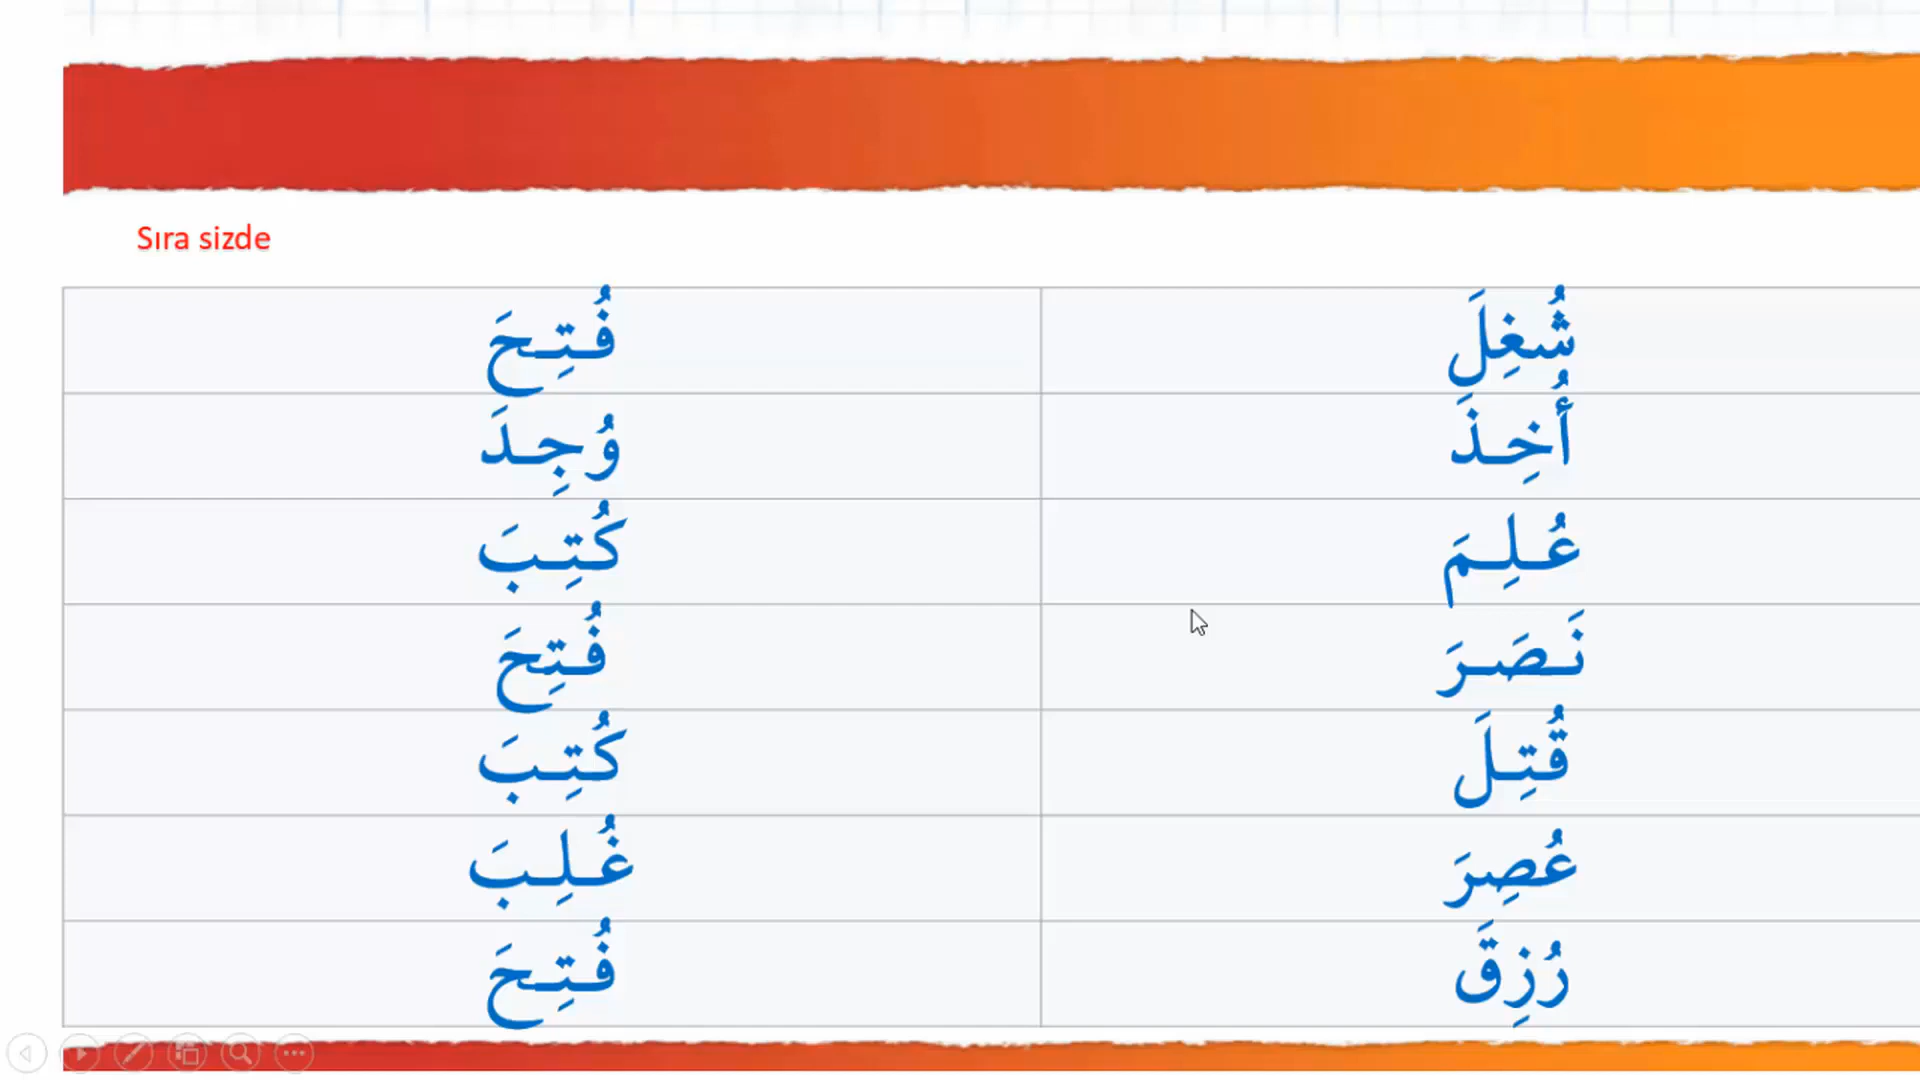 Sıra sizde
شُغِلَ فُتِحَ
أُخِذَ وُجِدَ
عُلِمَ كُتِبَ
نَصَرَ فُتِحَ
قُتِلَ كُتِبَ
عُصِرَ غُلِبَ
رُزِقَ فُتِحَ